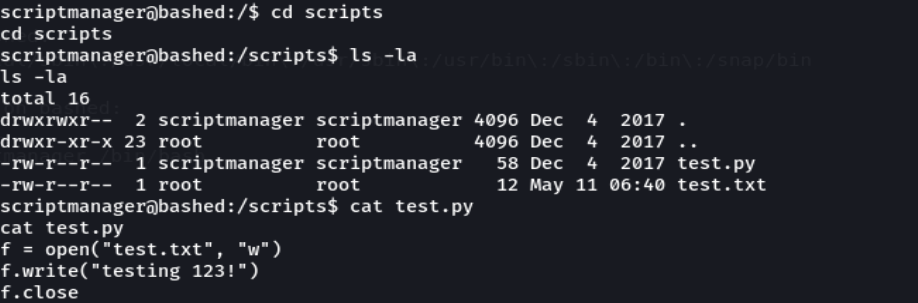 scriptmanager@bashed:/$ cd scripts
cd scripts
scriptmanager@bashed:/scripts$ ls -la
ls -la
total 16
drwxrwxr--  2 scriptmanager scriptmanager 4096 Dec  4  2017 .
drwxr-xr-x 23 root          root          4096 Dec  4  2017 ..
-rw-r--r--  1 scriptmanager scriptmanager   58 Dec  4  2017 test.py
-rw-r--r--  1 root          root            12 May 11 06:40 test.txt
scriptmanager@bashed:/scripts$ cat test.py
cat test.py
f = open("test.txt", "w")
f.write("testing 123!")
f.close